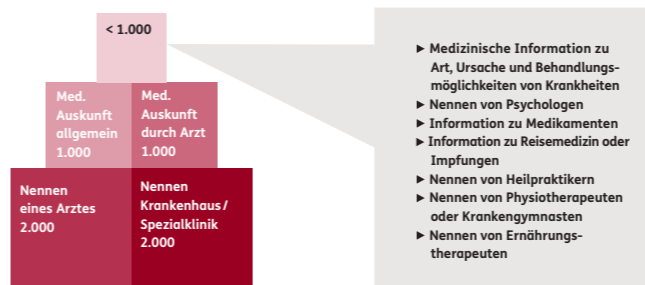 < 1.000
Med.
Auskunft
allgemein
1.000
Med.
Auskunft
durch Arzt
1.000
Nennen
eines Arztes
2.000
Nennen
Krankenhaus /
Spezialklinik
2.000
► Medizinische Information zu
Art, Ursache und Behandlungs-
möglichkeiten von Krankheiten
► Nennen von Psychologen
► Information zu Medikamenten
► Information zu Reisemedizin oder
Impfungen
► Nennen von Heilpraktikern
► Nennen von Physiotherapeuten
oder Krankengymnasten
► Nennen von Ernährungs-
therapeuten